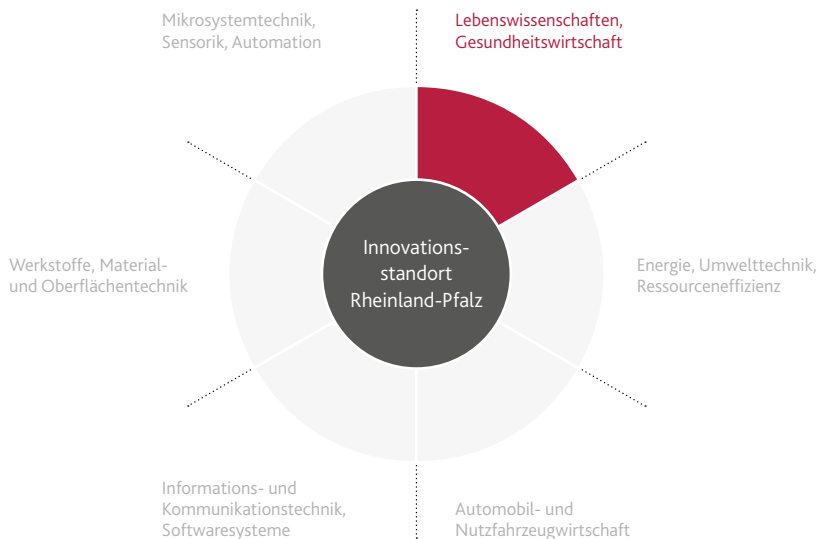 Mikrosystemtechnik,
Sensorik, Automation
Lebenswissenschaften,
Gesundheitswirtschaft
Werkstoffe, Material-
und Oberflächentechnik
Innovations-
standort
Rheinland-Pfalz
Energie, Umwelttechnik,
Ressourceneffizienz
Informations- und
Kommunikationstechnik,
Softwaresysteme
Automobil- und
Nutzfahrzeugwirtschaft